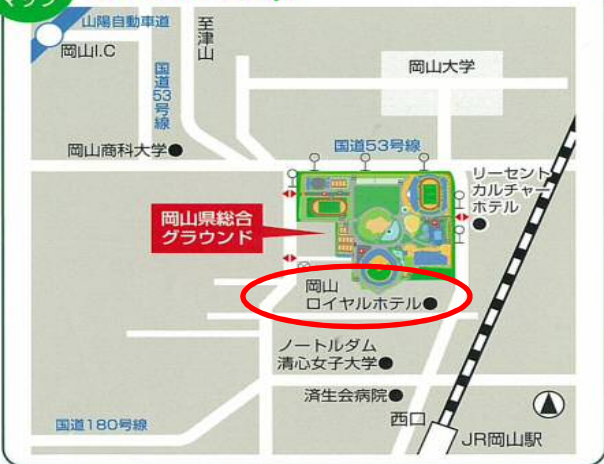 マップ
山陽自動車道
岡山I.C
至津山
国道53号線
岡山大学
岡山商科大学
国道53号線
リーセント
カルチャー
ホテル
岡山県総合
グラウンド
岡山
ロイヤルホテル
ノートルダム
清心女子大学
済生会病院
西口
国道180号線
JR岡山駅